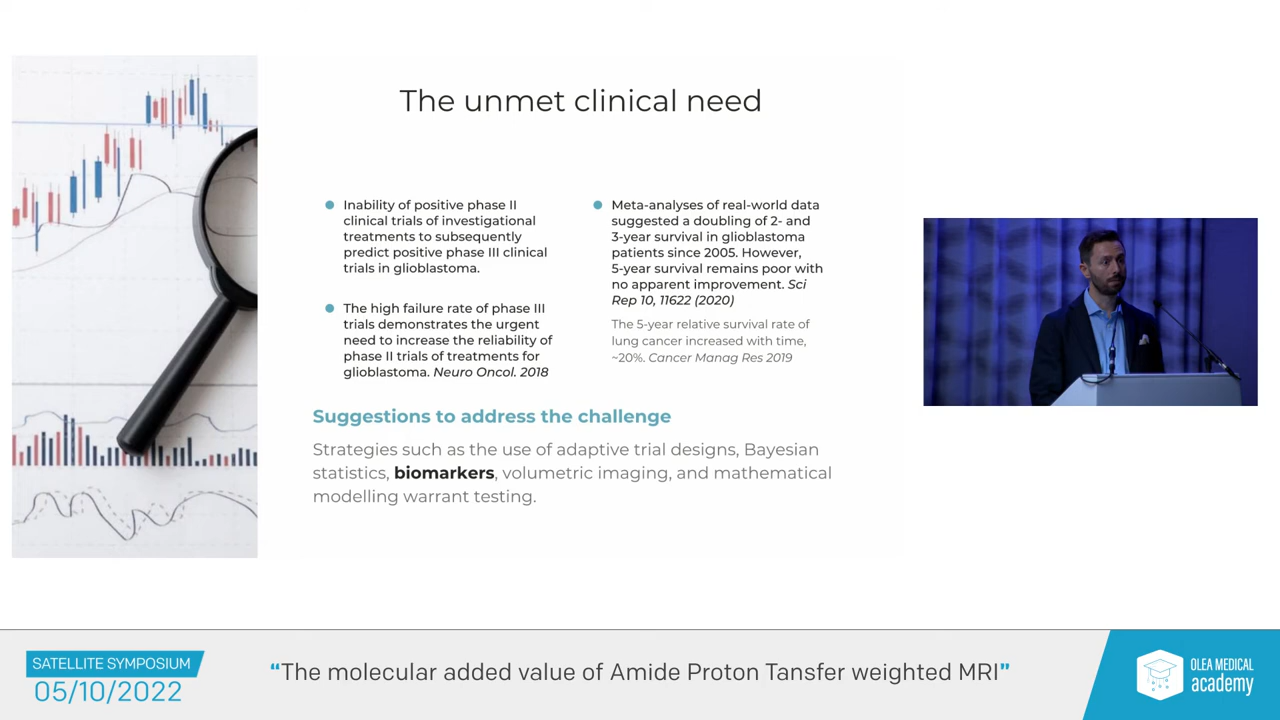 The unmet clinical need
Inability of positive phase II
clinical trials of investigational
treatments to subsequently
predict positive phase III clinical
trials in glioblastoma.
The high failure rate of phase III
trials demonstrates the urgent
need to increase the reliability of
phase II trials of treatments for
glioblastoma. Neuro Oncol. 2018
Meta-analyses of real-world data
suggested a doubling of 2- and
3-year survival in glioblastoma
patients since 2005. However,
5-year survival remains poor with
no apparent improvement. Sci
Rep 10, 11622 (2020)
The 5-year relative survival rate of
lung cancer increased with time,
~20%. Cancer Manag Res 2019
Suggestions to address the challenge
Strategies such as the use of adaptive trial designs, Bayesian
statistics, biomarkers, volumetric imaging, and mathematical
modelling warrant testing.
SATELLITE SYMPOSIUM
05/10/2022
“The molecular added value of Amide Proton Tansfer weighted MRI”
OLEA MEDICAL
academy